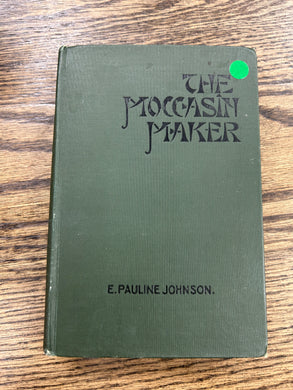 THE
MOCCASIN
MAKER
E. PAULINE JOHNSON.